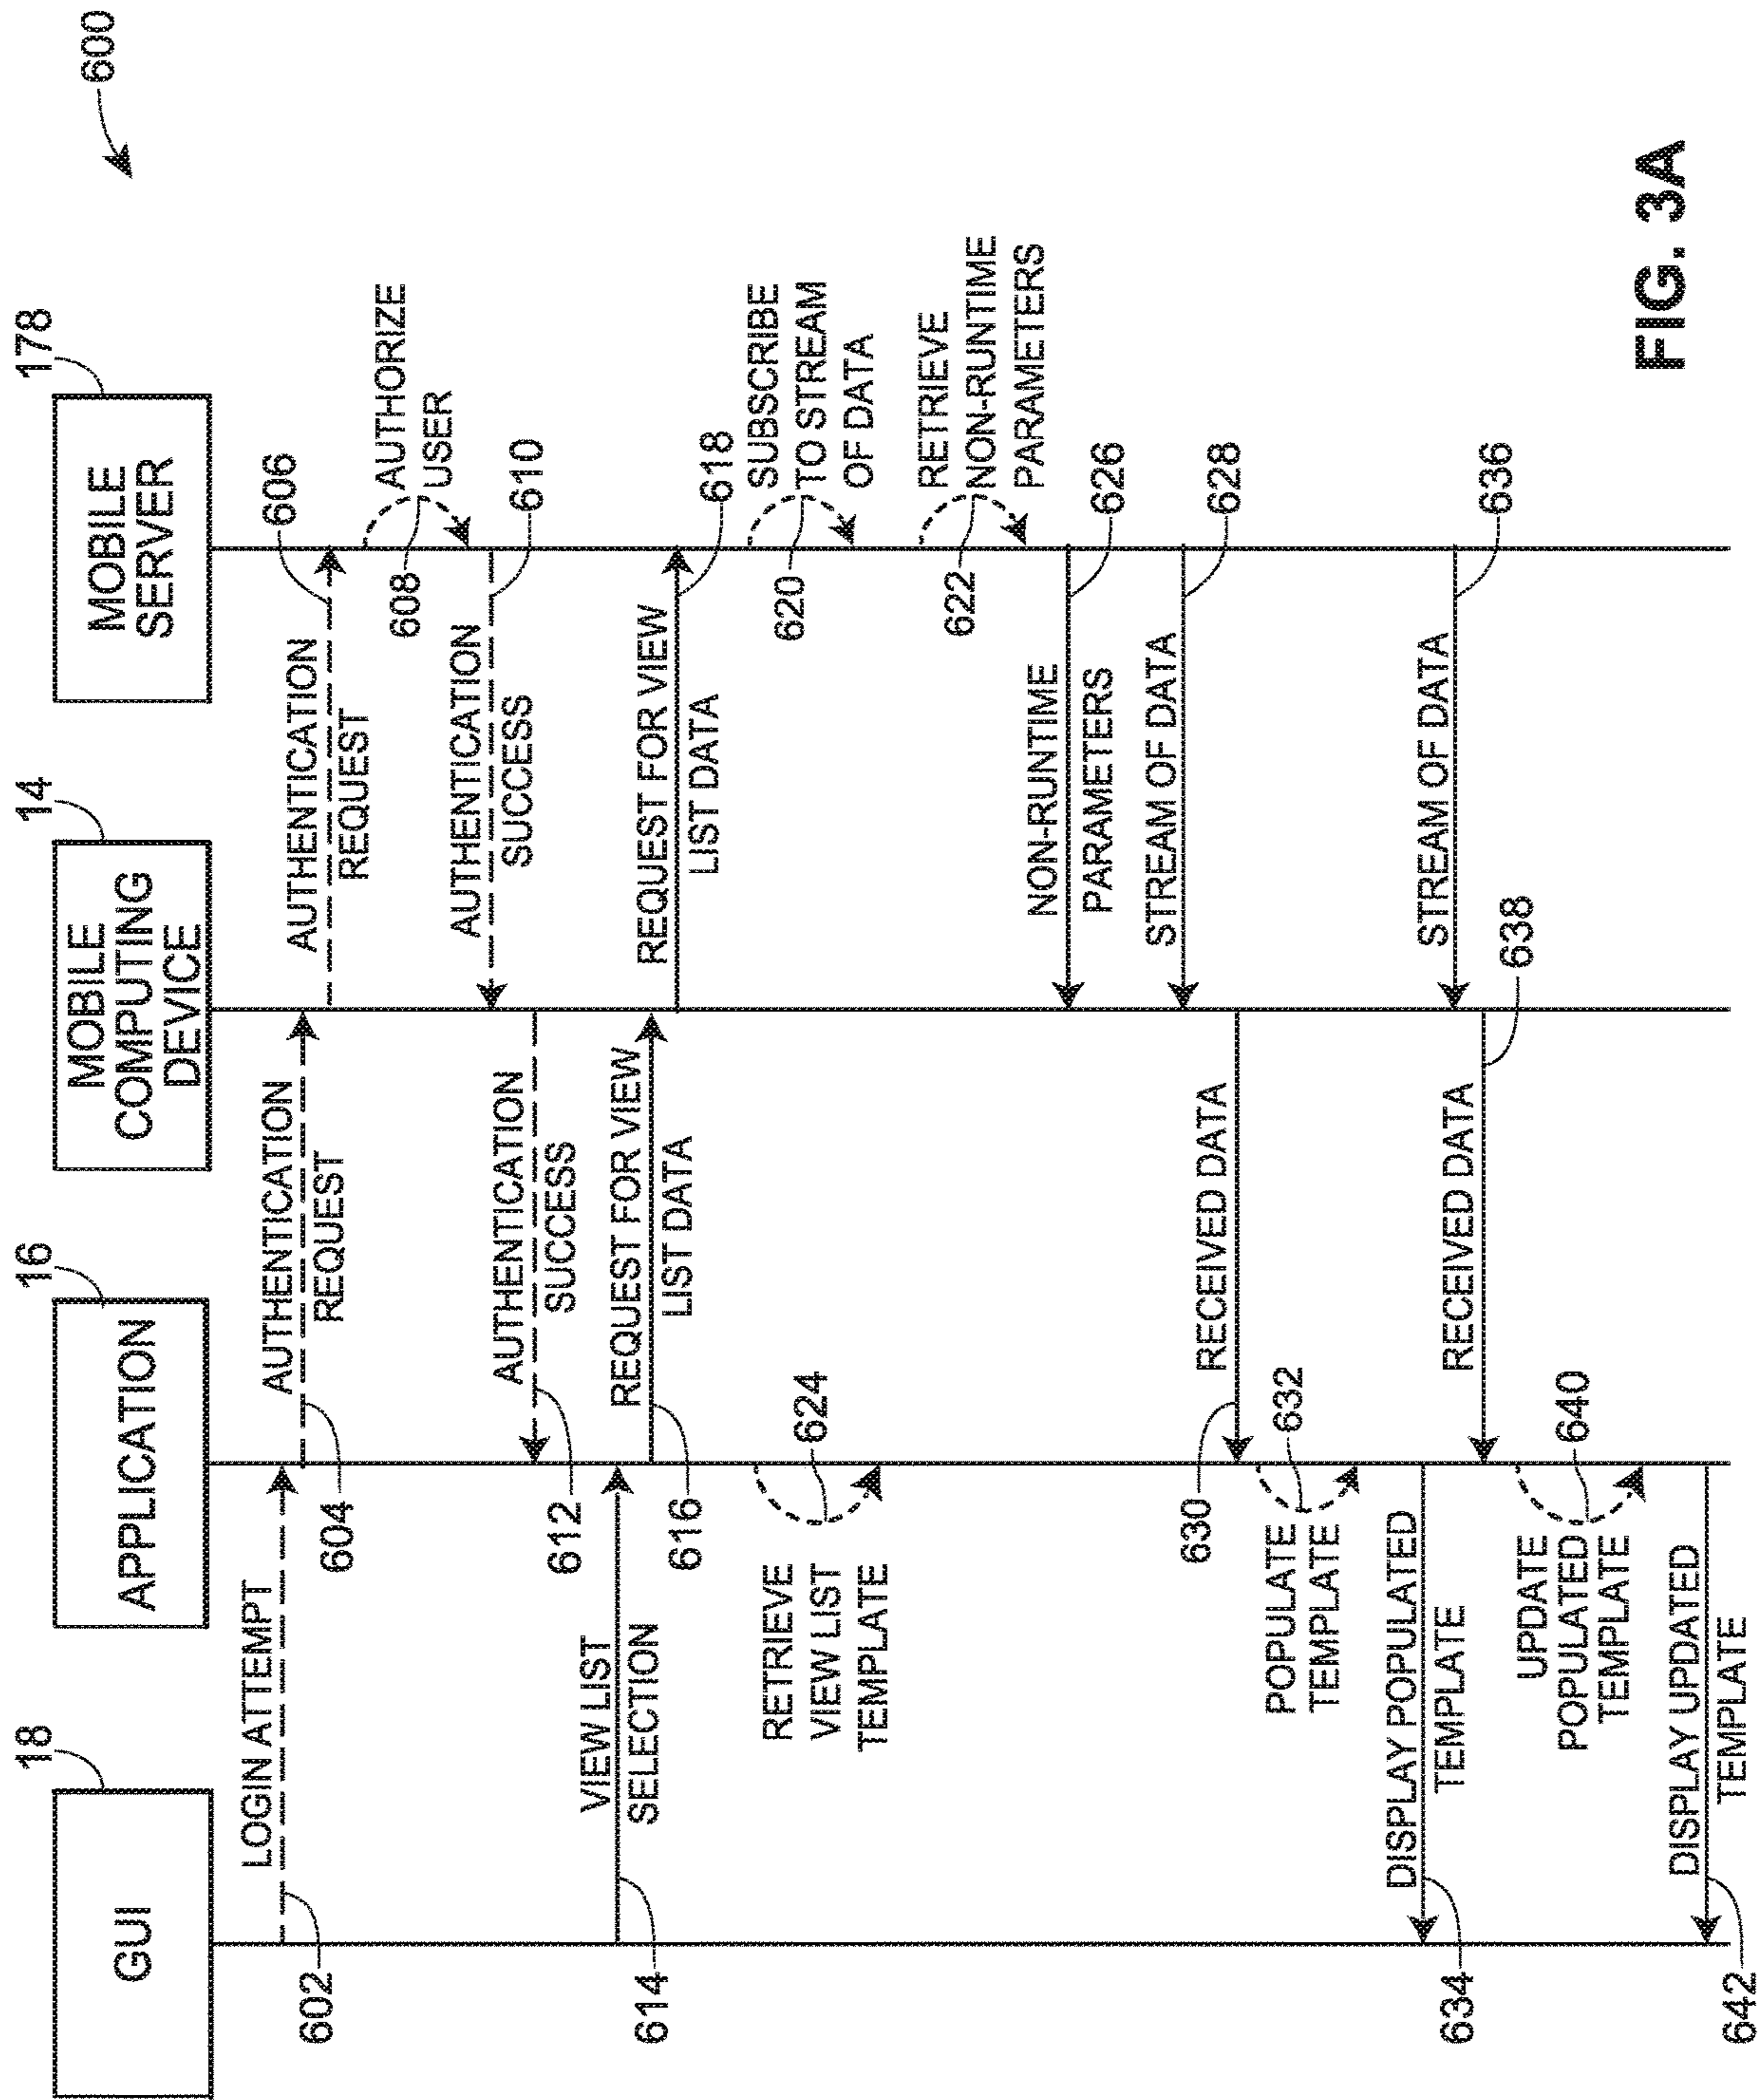 600
18
16
14
178
GUI
APPLICATION
MOBILE
COMPUTING
DEVICE
MOBILE
SERVER
LOGIN ATTEMPT
602
AUTHENTICATION
REQUEST
604
AUTHENTICATION
REQUEST
606
AUTHORIZE
USER
608
AUTHENTICATION
SUCCESS
610
AUTHENTICATION
SUCCESS
612
VIEW LIST
SELECTION
614
REQUEST FOR VIEW
LIST DATA
616
REQUEST FOR VIEW
LIST DATA
618
SUBSCRIBE
TO STREAM
OF DATA
620
RETRIEVE
NON-RUNTIME
PARAMETERS
622
RETRIEVE
VIEW LIST
TEMPLATE
624
NON-RUNTIME
PARAMETERS
626
STREAM OF DATA
628
RECEIVED DATA
630
POPULATE
TEMPLATE
632
DISPLAY POPULATED
TEMPLATE
634
STREAM OF DATA
636
RECEIVED DATA
638
UPDATE
POPULATED
TEMPLATE
640
DISPLAY UPDATED
TEMPLATE
642
FIG. 3A